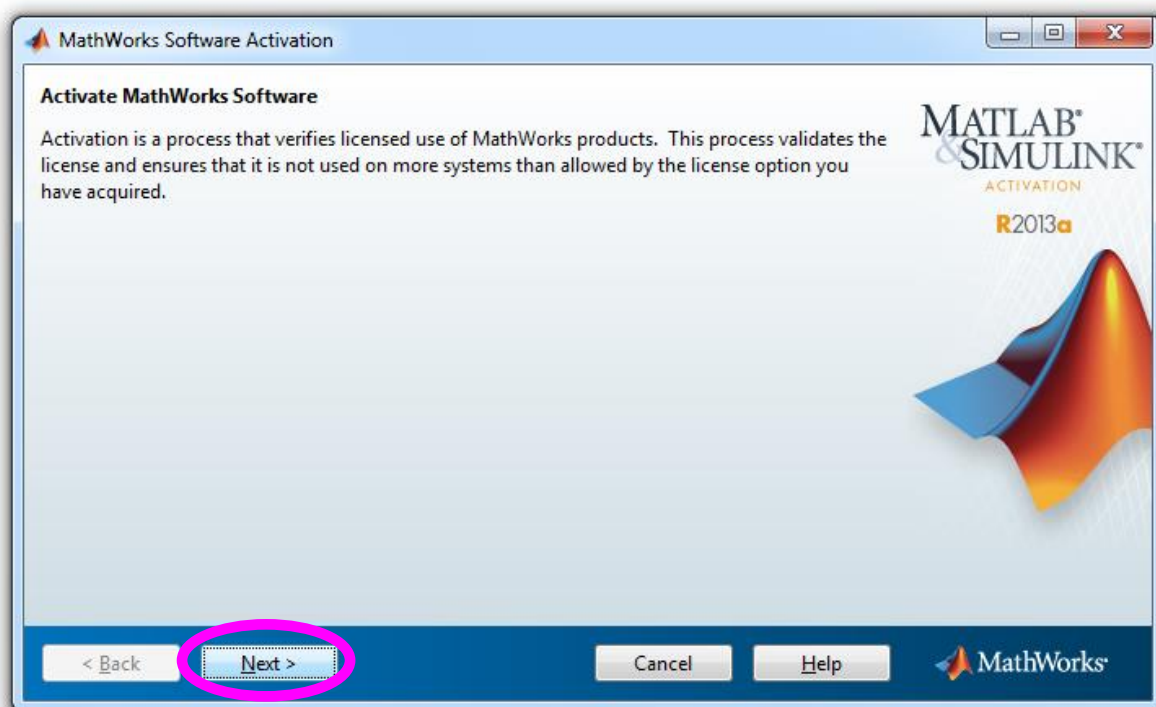 MathWorks Software Activation
Activate MathWorks Software
Activation is a process that verifies licensed use of MathWorks products.  This process validates the
license and ensures that it is not used on more systems than allowed by the license option you
have acquired.
MATLAB®
&SIMULINK®
ACTIVATION
R2013a
< Back
Next >
Cancel
Help
MathWorks®